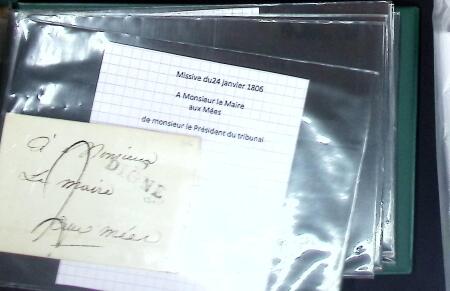 Missive du24 janvier 1806
A Monsieur le Maire
aux Mées
de monsieur le Président du tribunal
à Monsieur
DIGNE
Le maire
aux mées